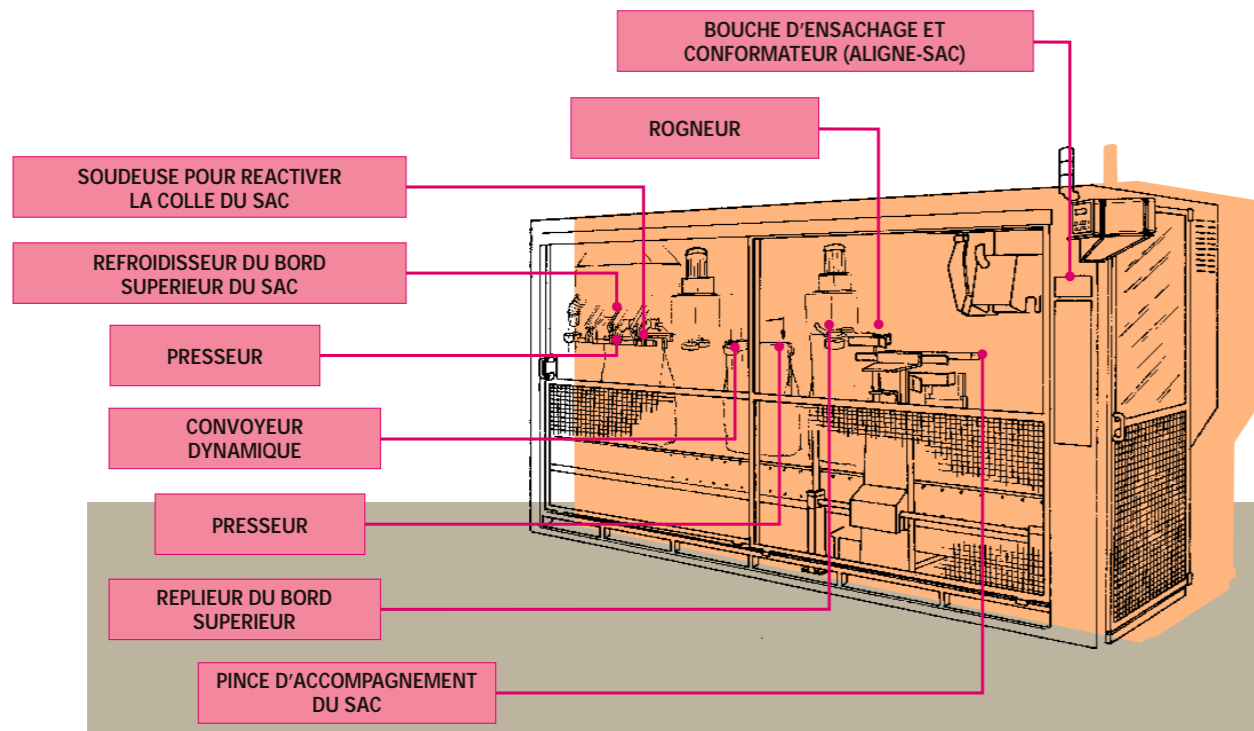 BOUCHE D'ENSACHAGE ET
CONFORMATEUR (ALIGNE-SAC)
ROGNEUR
SOUDEUSE POUR REACTIVER
LA COLLE DU SAC
REFROIDISSEUR DU BORD
SUPERIEUR DU SAC
PRESSEUR
CONVOYEUR
DYNAMIQUE
PRESSEUR
REPLIEUR DU BORD
SUPERIEUR
PINCE D'ACCOMPAGNEMENT
DU SAC